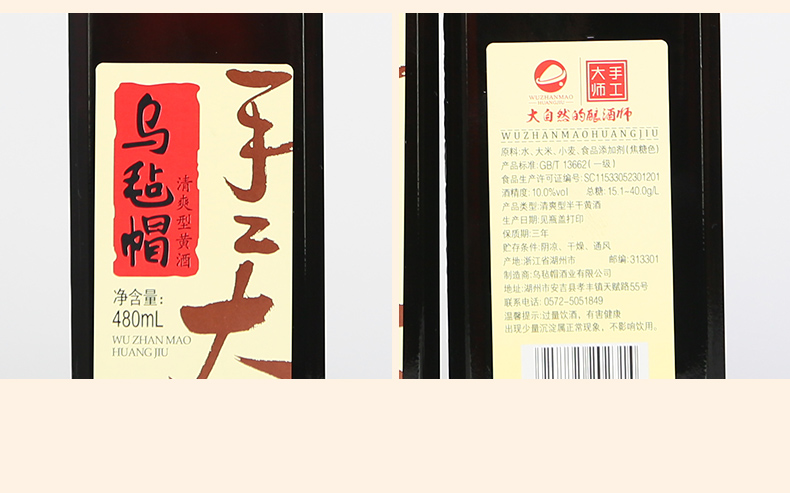 手工大
乌毡帽
清爽型黄酒
净含量:
480mL
WU ZHAN MAO
HUANG JIU
WUZHANMAO
HUANGJIU
手工大师
大自然的酿酒师
WUZHANMAOHUANGJIU
原料:水、大米、小麦、食品添加剂(焦糖色)
产品标准: GB/T 13662(一级)
食品生产许可证编号: SC11533052301201
酒精度: 10.0%vol 总糖: 15.1-40.0g/L
产品类型:清爽型半干黄酒
生产日期:见瓶盖打印
保质期:三年
贮存条件:阴凉、干燥、通风
产地:浙江省湖州市 邮编: 313301
制造商:乌毡帽酒业有限公司
地址:湖州市安吉县孝丰镇天赋路55号
联系电话: 0572-5051849
温馨提示:过量饮酒,有害健康
出现少量沉淀属正常现象,不影响饮用。